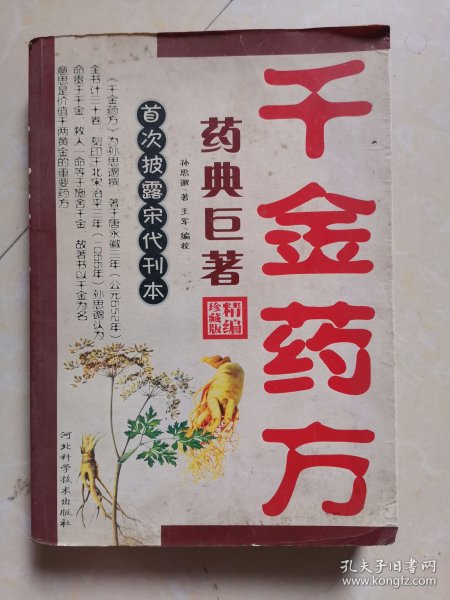 千金药方
药典巨著
孙思邈 著 王军 编校
精编
珍藏版
首次披露宋代刊本
《千金药方》为孙思邈撰 著于唐永徽三年（公元652年）
全书计三十卷，刻印于北宋治平三年（1066年）孙思邈认为
命贵千千金 救人一命等于施舍千金 故著书以千金为名
意思是价值千两黄金的重要药方
河北科学技术出版社
孔夫子旧书网
www.kongfz.com